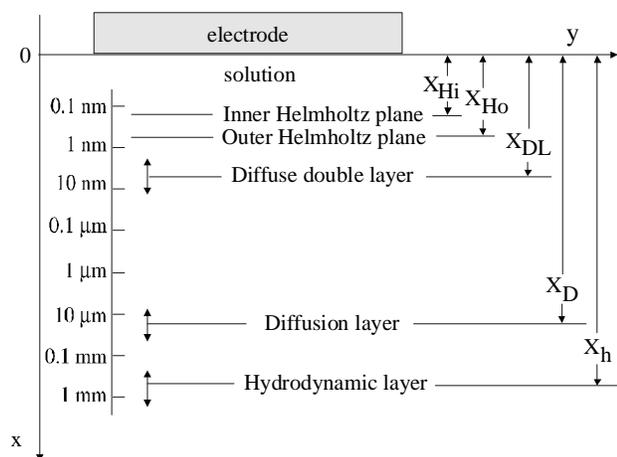 electrode
y
0
solution
X_Hi
X_Ho
0.1 nm
Inner Helmholtz plane
1 nm
Outer Helmholtz plane
X_DL
10 nm
Diffuse double layer
0.1 μm
1 μm
X_D
10 μm
Diffusion layer
X_h
0.1 mm
1 mm
Hydrodynamic layer
x